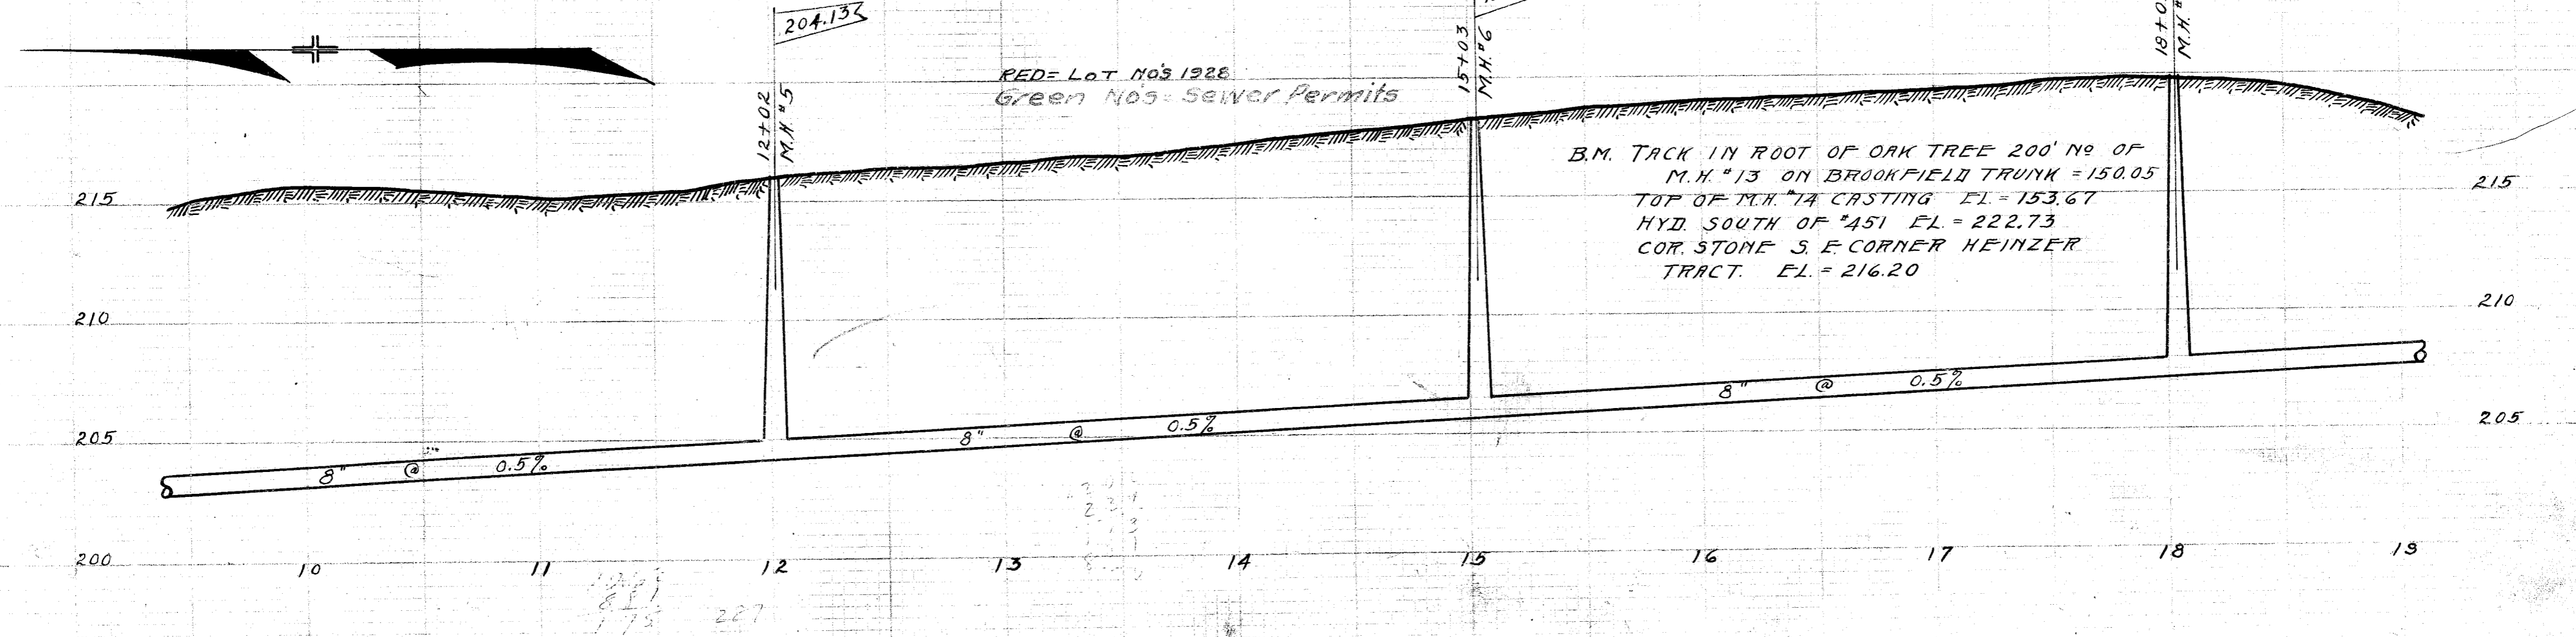 204.13
RED = LOT NO'S 1928
Green No's = Sewer Permits
12+02
M.H. #5
15+03
M.H. #6
18+0
M.H. #
B.M. TACK IN ROOT OF OAK TREE 200' NO OF
M.H. #13 ON BROOKFIELD TRUNK = 150.05
TOP OF M.H. #14 CASTING EL. = 153.67
HYD. SOUTH OF #451 EL. = 222.73
COR. STONE S. E. CORNER HEINZER
TRACT. EL. = 216.20
215
215
210
210
205
205
200
8" @ 0.5%
8" @ 0.5%
8" @ 0.5%
10 11 12 13 14 15 16 17 18 19
207